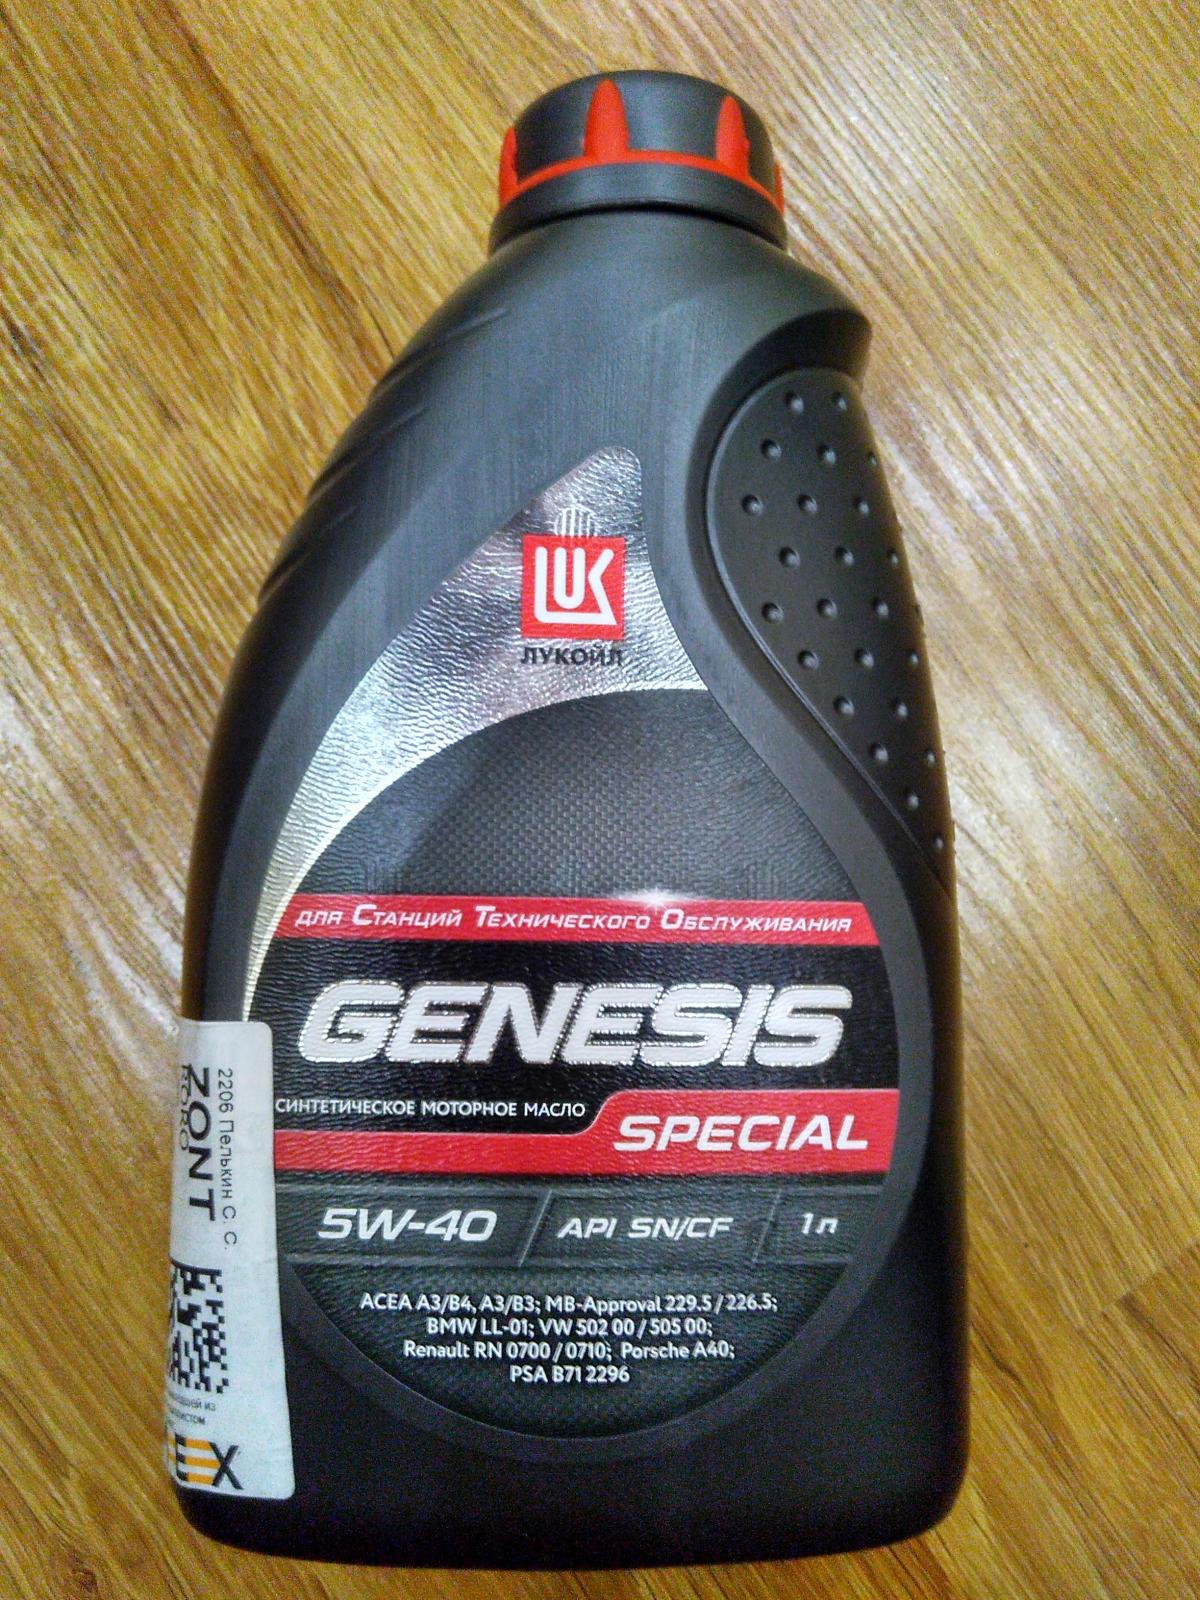 LUK
ЛУКОЙЛ
для Станций Технического Обслуживания
GENESIS
СИНТЕТИЧЕСКОЕ МОТОРНОЕ МАСЛО
SPECIAL
5W-40
API SN/CF
1л
ACEA A3/B4, A3/B3; MB-Approval 229.5 / 226.5;
BMW LL-01; VW 502 00 / 505 00;
Renault RN 0700 / 0710; Porsche A40;
PSA B71 2296
2206 Пелькин С. С.
ZONT
из